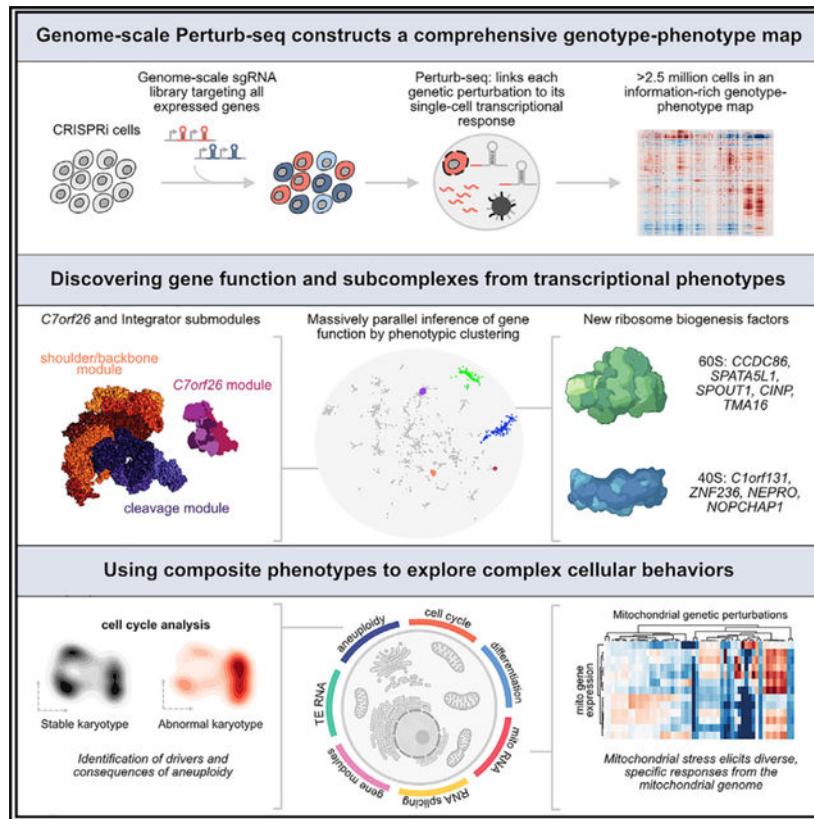 Genome-scale Perturb-seq constructs a comprehensive genotype-phenotype map
CRISPRi cells
Genome-scale sgRNA
library targeting all
expressed genes
Perturb-seq: links each
genetic perturbation to its
single-cell transcriptional
response
>2.5 million cells in an
information-rich genotype-
phenotype map
Discovering gene function and subcomplexes from transcriptional phenotypes
C7orf26 and Integrator submodules
shoulder/backbone
module
C7orf26 module
cleavage module
Massively parallel inference of gene
function by phenotypic clustering
New ribosome biogenesis factors
60S: CCDC86,
SPATA5L1,
SPOUT1, CINP,
TMA16
40S: C1orf131,
ZNF236, NEPRO,
NOPCHAP1
Using composite phenotypes to explore complex cellular behaviors
cell cycle analysis
Stable karyotype
Abnormal karyotype
Identification of drivers and
consequences of aneuploidy
aneuploidy
cell cycle
differentiation
mito RNA
RNA splicing
gene modules
TE RNA
Mitochondrial genetic perturbations
mito gene
expression
Mitochondrial stress elicits diverse,
specific responses from the
mitochondrial genome